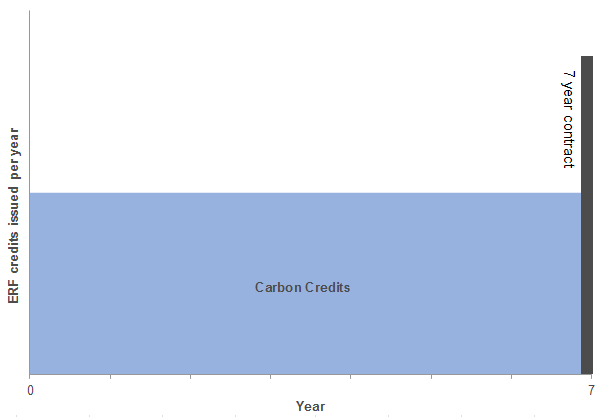 ERF credits issued per year
7 year contract
Carbon Credits
0
7
Year